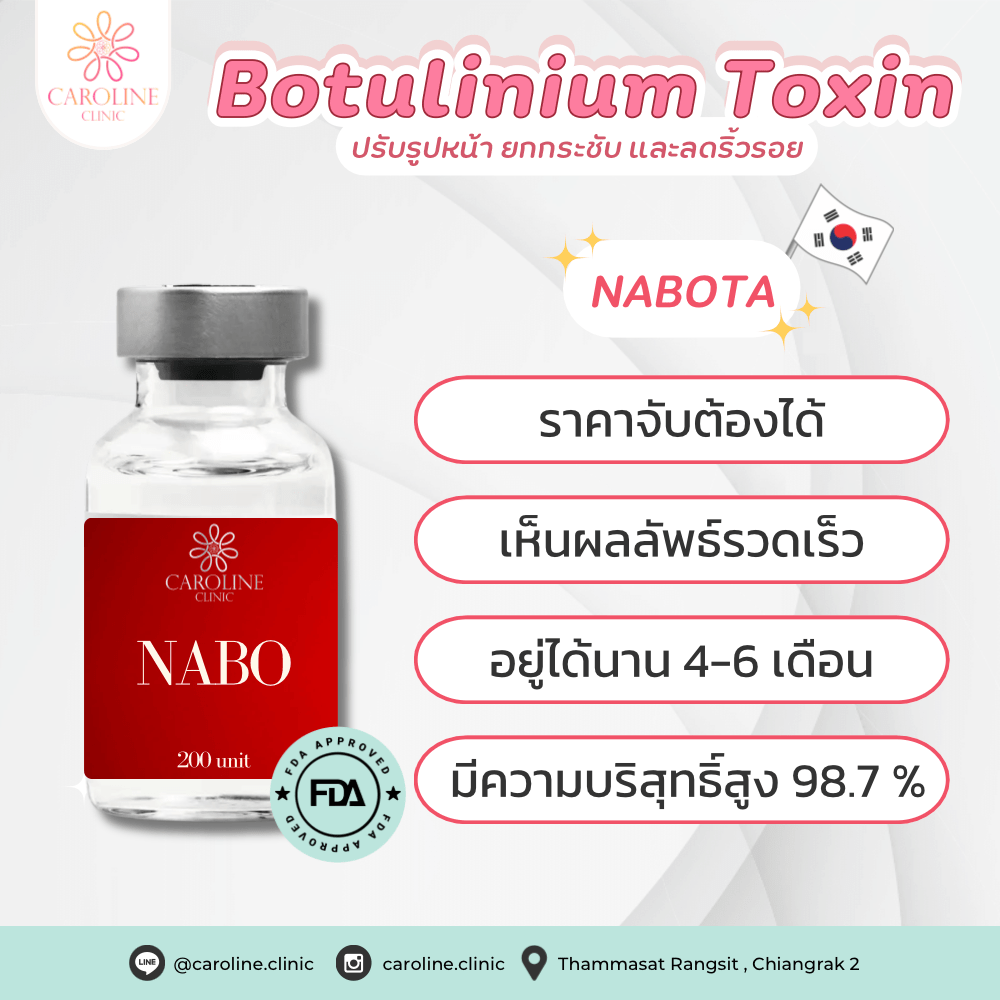 CAROLINE
CLINIC
Botulinium Toxin
ปรับรูปหน้า ยกกระชับ และลดริ้วรอย
NABOTA
ราคาจับต้องได้
เห็นผลลัพธ์รวดเร็ว
อยู่ได้นาน 4-6 เดือน
มีความบริสุทธิ์สูง 98.7 %
CAROLINE
CLINIC
NABO
200 unit
FDA APPROVED
FDA
FDA APPROVED
LINE @caroline.clinic caroline.clinic Thammasat Rangsit , Chiangrak 2